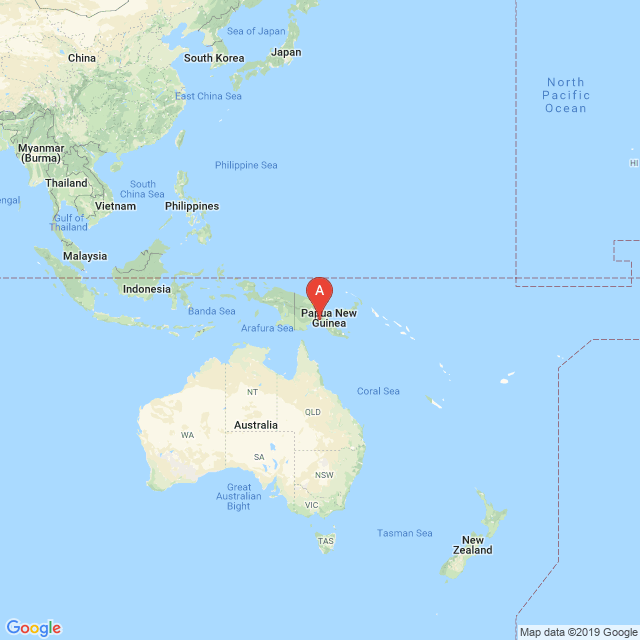 Sea of Japan
Japan
China
South Korea
East China Sea
North
Pacific
Ocean
Myanmar
(Burma)
Philippine Sea
HI
Thailand
South
China Sea
engal
Vietnam
Philippines
Gulf of
Thailand
Malaysia
Indonesia
A
Banda Sea
Papua New
Guinea
Arafura Sea
NT
Coral Sea
QLD
Australia
WA
SA
NSW
Great
Australian
Bight
VIC
TAS
Tasman Sea
New
Zealand
Google
Map data ©2019 Google